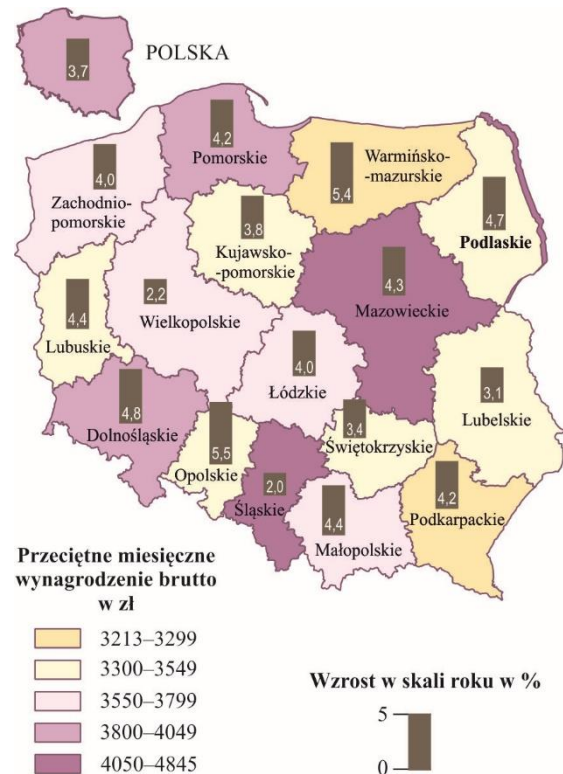 POLSKA
3,7
4,2
Pomorskie
4,0
Zachodnio-
pomorskie
Warmińsko-
-mazurskie
5,4
4,7
Podlaskie
3,8
Kujawsko-
-pomorskie
2,2
Wielkopolskie
4,3
Mazowieckie
4,4
Lubuskie
4,0
Łódzkie
4,8
Dolnośląskie
3,1
Lubelskie
5,5
Opolskie
3,4
Świętokrzyskie
2,0
Śląskie
4,4
Małopolskie
4,2
Podkarpackie
Przeciętne miesięczne
wynagrodzenie brutto
w zł
3213–3299
3300–3549
3550–3799
3800–4049
4050–4845
Wzrost w skali roku w %
5
0